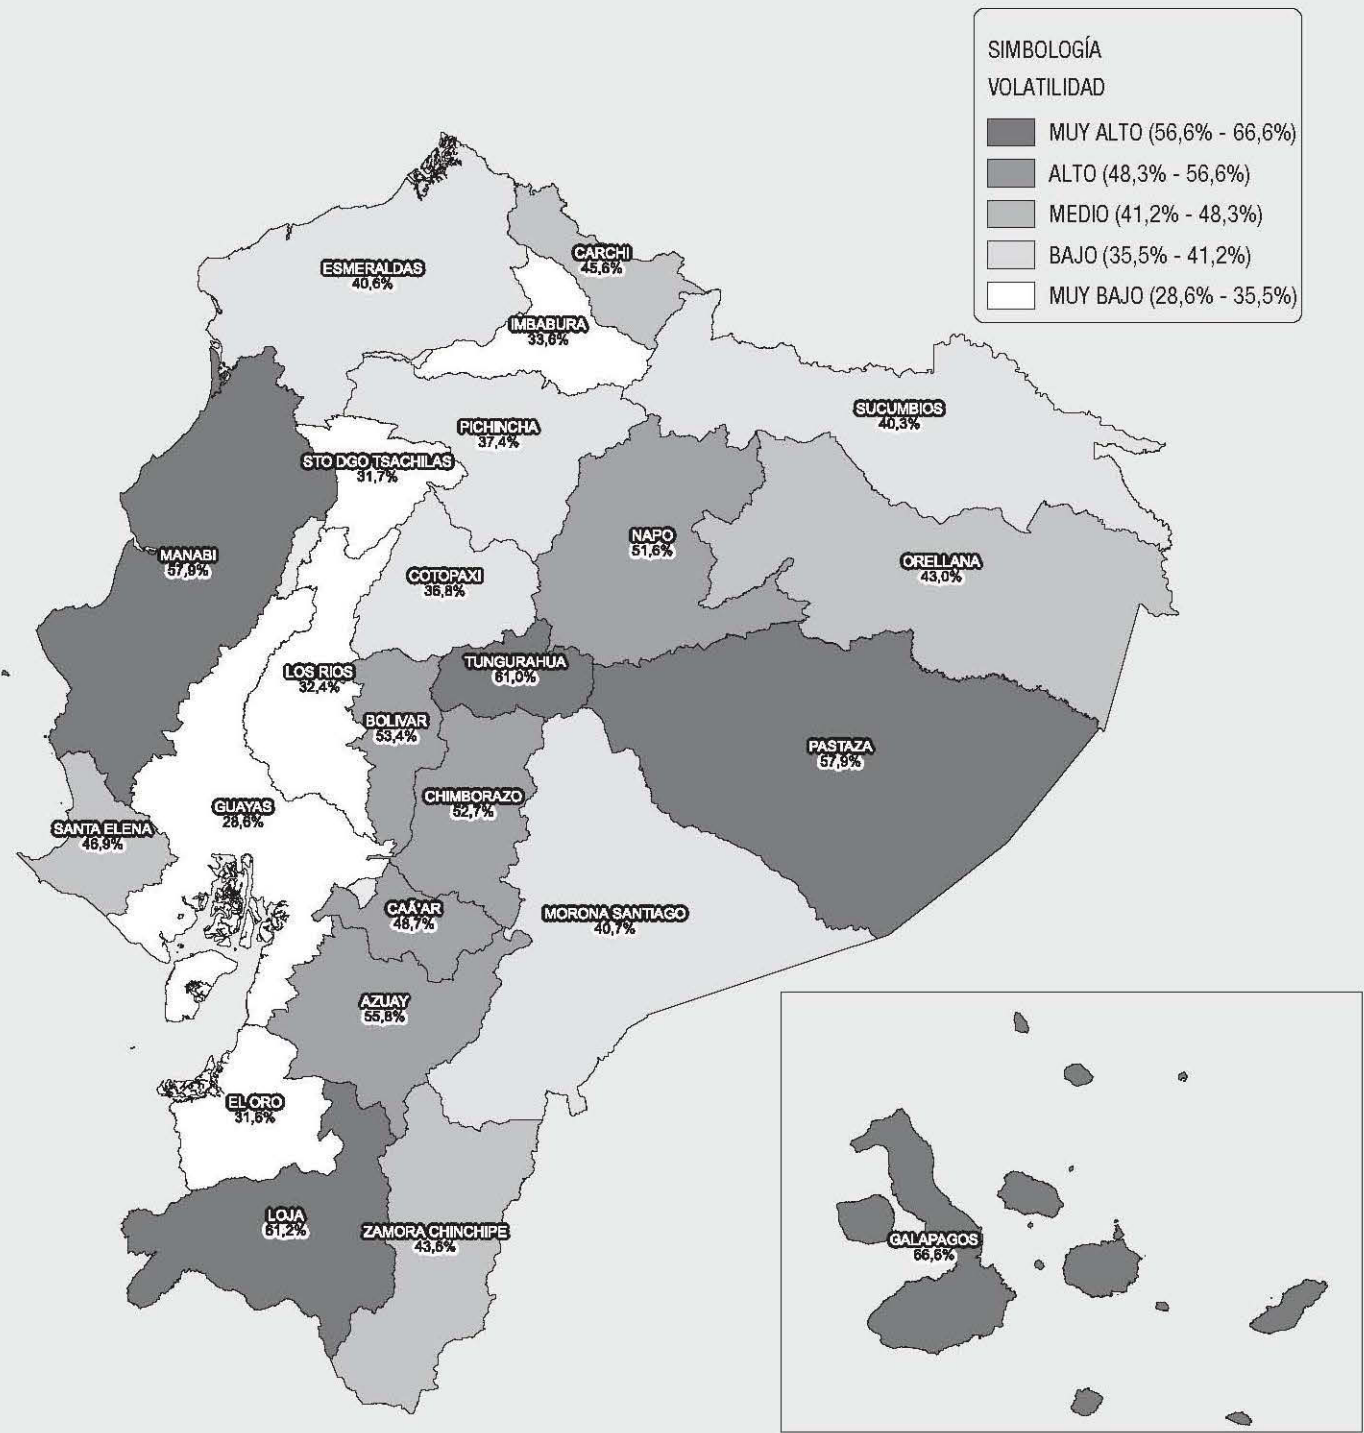 SIMBOLOGÍA
VOLATILIDAD
MUY ALTO (56,6% - 66,6%)
ALTO (48,3% - 56,6%)
MEDIO (41,2% - 48,3%)
BAJO (35,5% - 41,2%)
MUY BAJO (28,6% - 35,5%)
CARCHI
45,6%
ESMERALDAS
40,6%
IMBABURA
33,6%
SUCUMBIOS
40,3%
PICHINCHA
37,4%
STO DGO TSACHILAS
31,7%
NAPO
51,6%
MANABI
57,9%
ORELLANA
43,0%
COTOPAXI
36,8%
TUNGURAHUA
61,0%
LOS RIOS
32,4%
BOLIVAR
53,4%
PASTAZA
57,9%
CHIMBORAZO
52,7%
GUAYAS
28,6%
SANTA ELENA
46,9%
CAÃ'AR
48,7%
MORONA SANTIAGO
40,7%
AZUAY
55,8%
EL ORO
31,6%
LOJA
61,2%
ZAMORA CHINCHIPE
43,6%
GALAPAGOS
66,6%